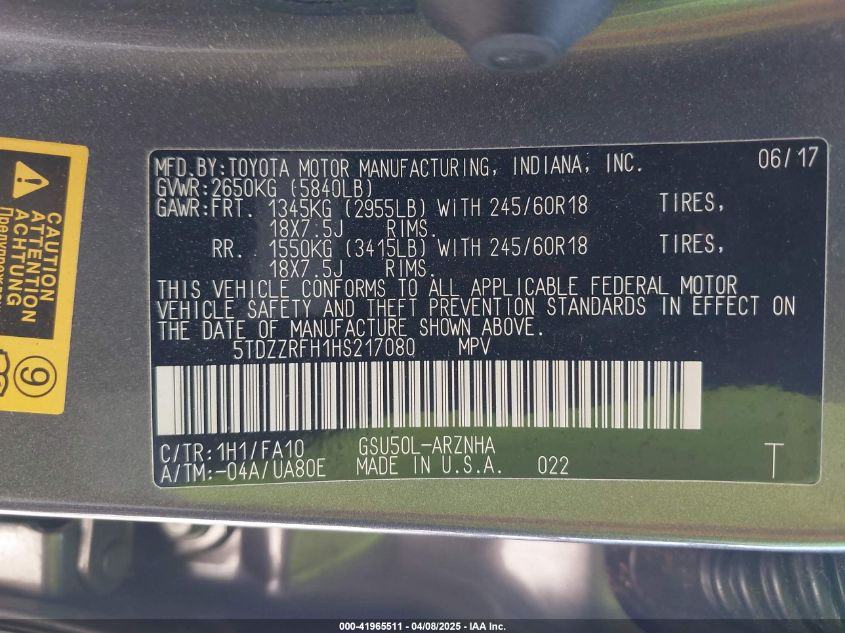 MFD.BY:TOYOTA MOTOR MANUFACTURING, INDIANA, INC. 06/17
GVWR:2650KG (5840LB)
GAWR:FRT. 1345KG (2955LB) WITH 245/60R18 TIRES,
18X7.5J RIMS.
RR. 1550KG (3415LB) WITH 245/60R18 TIRES,
18X7.5J RIMS.
THIS VEHICLE CONFORMS TO ALL APPLICABLE FEDERAL MOTOR
VEHICLE SAFETY AND THEFT PREVENTION STANDARDS IN EFFECT ON
THE DATE OF MANUFACTURE SHOWN ABOVE.
5TDZZRFH1HS217080 MPV
C/TR:1H1/FA10 GSU50L-ARZNHA
A/TM:-04A/UA80E MADE IN U.S.A. 022 T
CAUTION
ATTENTION
ACHTUNG
9
000-41965511 - 04/08/2025 - IAA Inc.